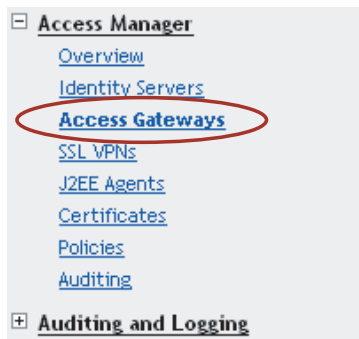 Access Manager
Overview
Identity Servers
Access Gateways
SSL VPNs
J2EE Agents
Certificates
Policies
Auditing
Auditing and Logging